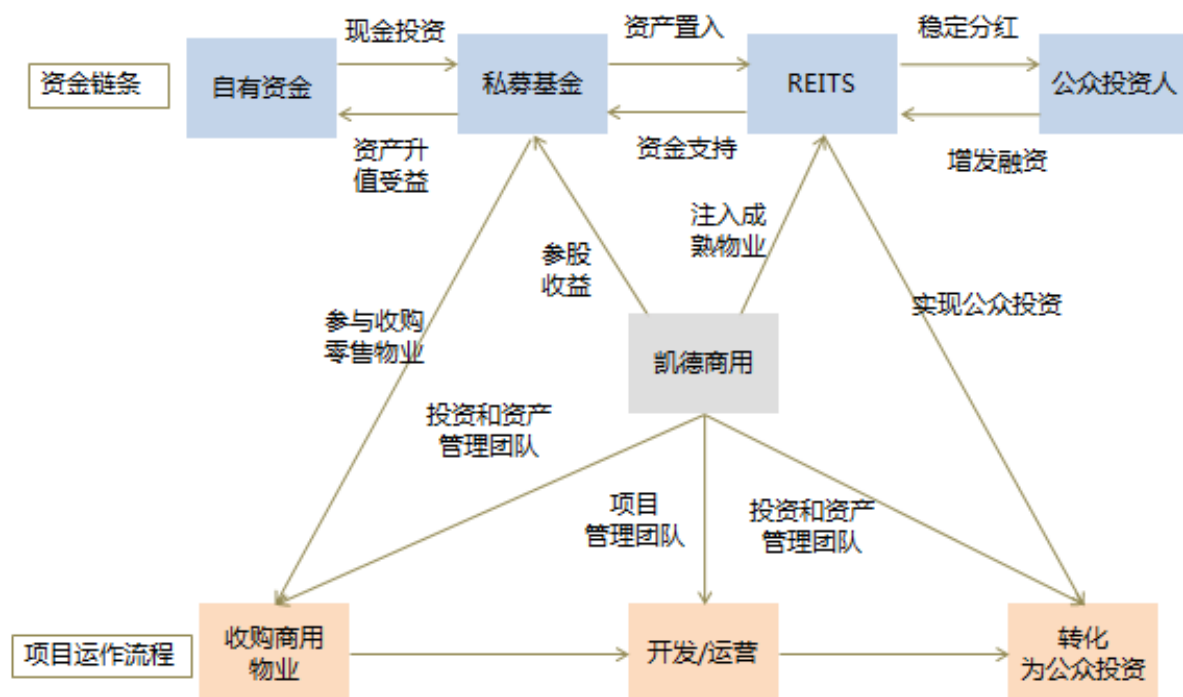 现金投资
资产置入
稳定分红
资金链条
自有资金
私募基金
REITS
公众投资人
资产升
值受益
资金支持
增发融资
注入成
熟物业
参股
收益
实现公众投资
参与收购
零售物业
凯德商用
投资和资产
管理团队
项目
管理团队
投资和资产
管理团队
项目运作流程
收购商用
物业
开发/运营
转化
为公众投资